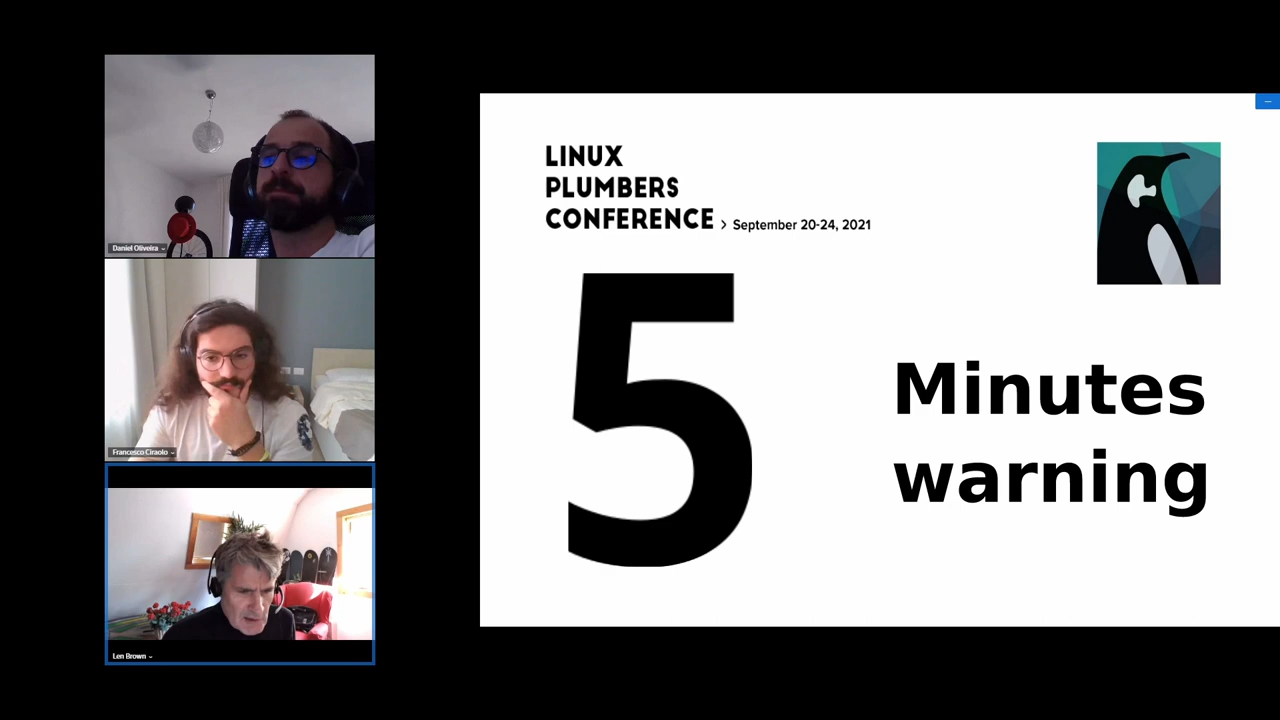 Daniel Oliveira
Francesco Ciraolo
Len Brown
LINUX
PLUMBERS
CONFERENCE > September 20-24, 2021
5
Minutes
warning